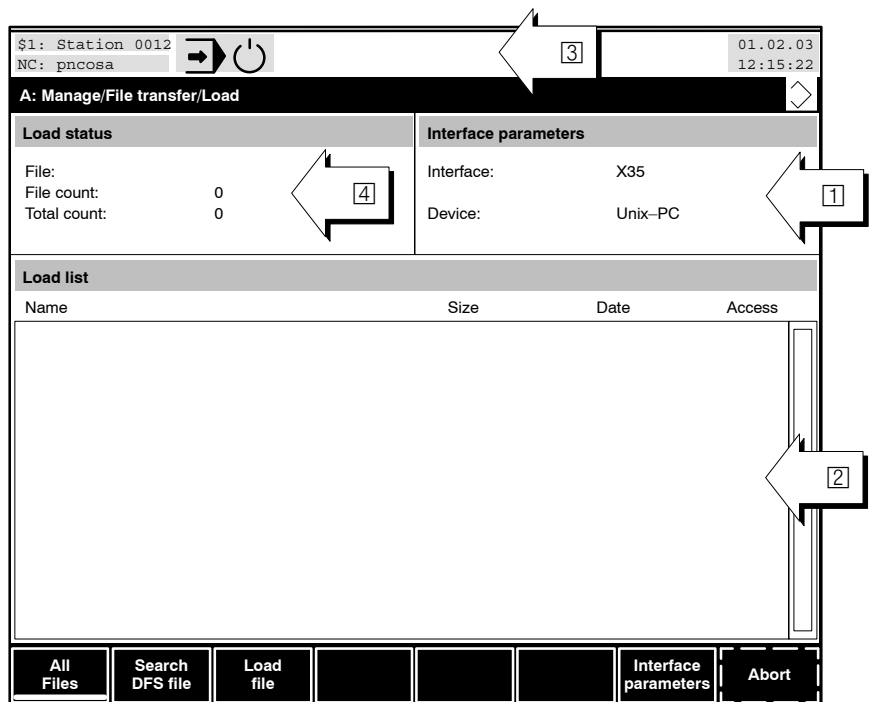 $1: Statio on 0012
NC: pncosa
3
01.02.03
12:15:22
A: Manage/File transfer/Load
Load status
Interface parameters
File:
File count: 0
Total count: 0
4
Interface: X35
Device: Unix–PC
1
Load list
Name Size Date Access
2
All Files
Search DFS file
Load file
Interface parameters
Abort